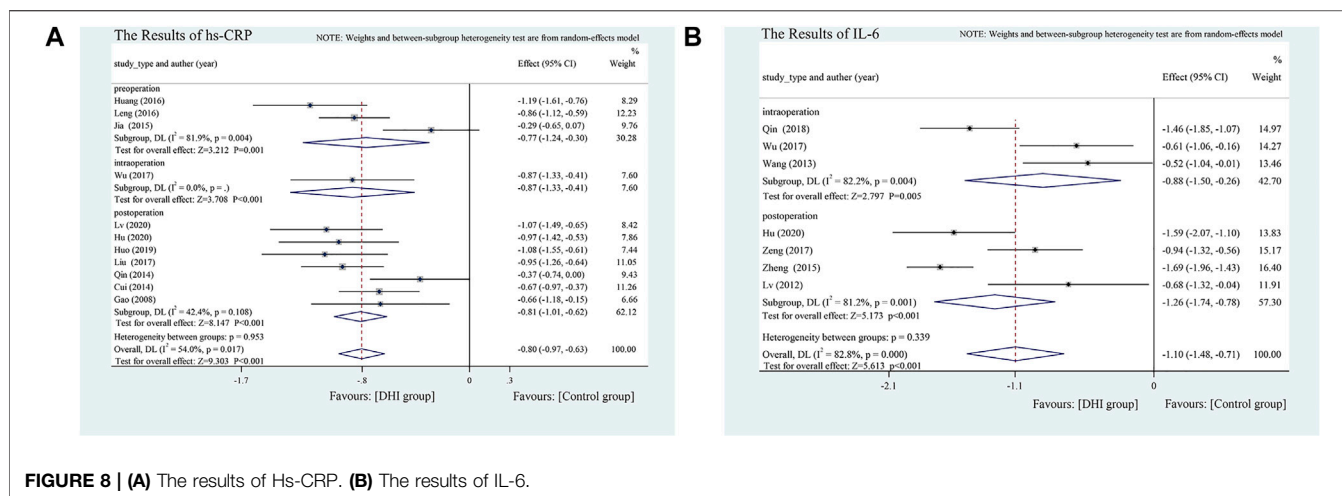 A
The Results of hs-CRP
NOTE: Weights and between-subgroup heterogeneity test are from random-effects model
%
study_type and auther (year) Effect (95% CI) Weight
preoperation
Huang (2016) -1.19 (-1.61, -0.76) 8.29
Leng (2016) -0.86 (-1.12, -0.59) 12.23
Jia (2015) -0.29 (-0.65, 0.07) 9.76
Subgroup, DL (I² = 81.9%, p = 0.004) -0.77 (-1.24, -0.30) 30.28
Test for overall effect: Z=3.212 P=0.001
intraoperation
Wu (2017) -0.87 (-1.33, -0.41) 7.60
Subgroup, DL (I² = 0.0%, p = .) -0.87 (-1.33, -0.41) 7.60
Test for overall effect: Z=3.708 P<0.001
postoperation
Lv (2020) -1.07 (-1.49, -0.65) 8.42
Hu (2020) -0.97 (-1.42, -0.53) 7.86
Huo (2019) -1.08 (-1.55, -0.61) 7.44
Liu (2017) -0.95 (-1.26, -0.64) 11.05
Qin (2014) -0.37 (-0.74, 0.00) 9.43
Cui (2014) -0.67 (-0.97, -0.37) 11.26
Gao (2008) -0.66 (-1.18, -0.15) 6.66
Subgroup, DL (I² = 42.4%, p = 0.108) -0.81 (-1.01, -0.62) 62.12
Test for overall effect: Z=8.147 P<0.001
Heterogeneity between groups: p = 0.953
Overall, DL (I² = 54.0%, p = 0.017) -0.80 (-0.97, -0.63) 100.00
Test for overall effect: Z=9.303 P<0.001
-1.7 -.8 0 .3
Favours: [DHI group] Favours: [Control group]
B
The Results of IL-6
NOTE: Weights and between-subgroup heterogeneity test are from random-effects model
%
study_type and auther (year) Effect (95% CI) Weight
intraoperation
Qin (2018) -1.46 (-1.85, -1.07) 14.97
Wu (2017) -0.61 (-1.06, -0.16) 14.27
Wang (2013) -0.52 (-1.04, -0.01) 13.46
Subgroup, DL (I² = 82.2%, p = 0.004) -0.88 (-1.50, -0.26) 42.70
Test for overall effect: Z=2.797 P=0.005
postoperation
Hu (2020) -1.59 (-2.07, -1.10) 13.83
Zeng (2017) -0.94 (-1.32, -0.56) 15.17
Zheng (2015) -1.69 (-1.96, -1.43) 16.40
Lv (2012) -0.68 (-1.32, -0.04) 11.91
Subgroup, DL (I² = 81.2%, p = 0.001) -1.26 (-1.74, -0.78) 57.30
Test for overall effect: Z=5.173 p<0.001
Heterogeneity between groups: p = 0.339
Overall, DL (I² = 82.8%, p = 0.000) -1.10 (-1.48, -0.71) 100.00
Test for overall effect: Z=5.613 p<0.001
-2.1 -1.1 0
Favours: [DHI group] Favours: [Control group]
FIGURE 8 | (A) The results of Hs-CRP. (B) The results of IL-6.